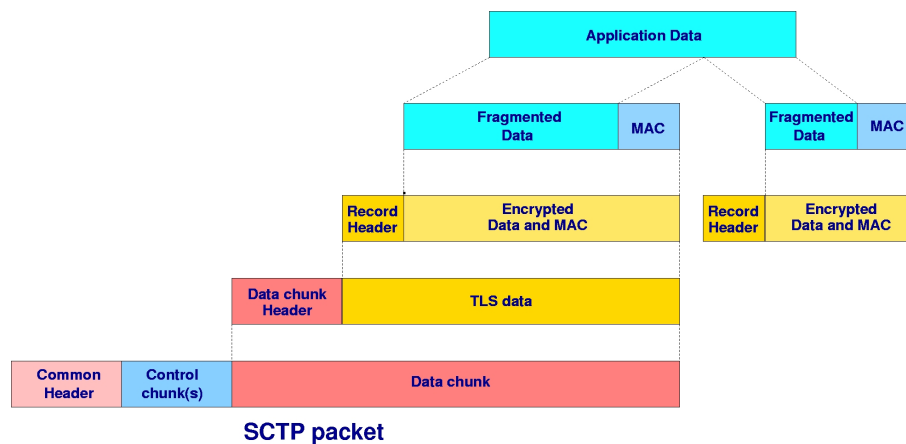 Application Data
Fragmented
Data
MAC
Fragmented
Data
MAC
Record
Header
Encrypted
Data and MAC
Record
Header
Encrypted
Data and MAC
Data chunk
Header
TLS data
Common
Header
Control
chunk(s)
Data chunk
SCTP packet